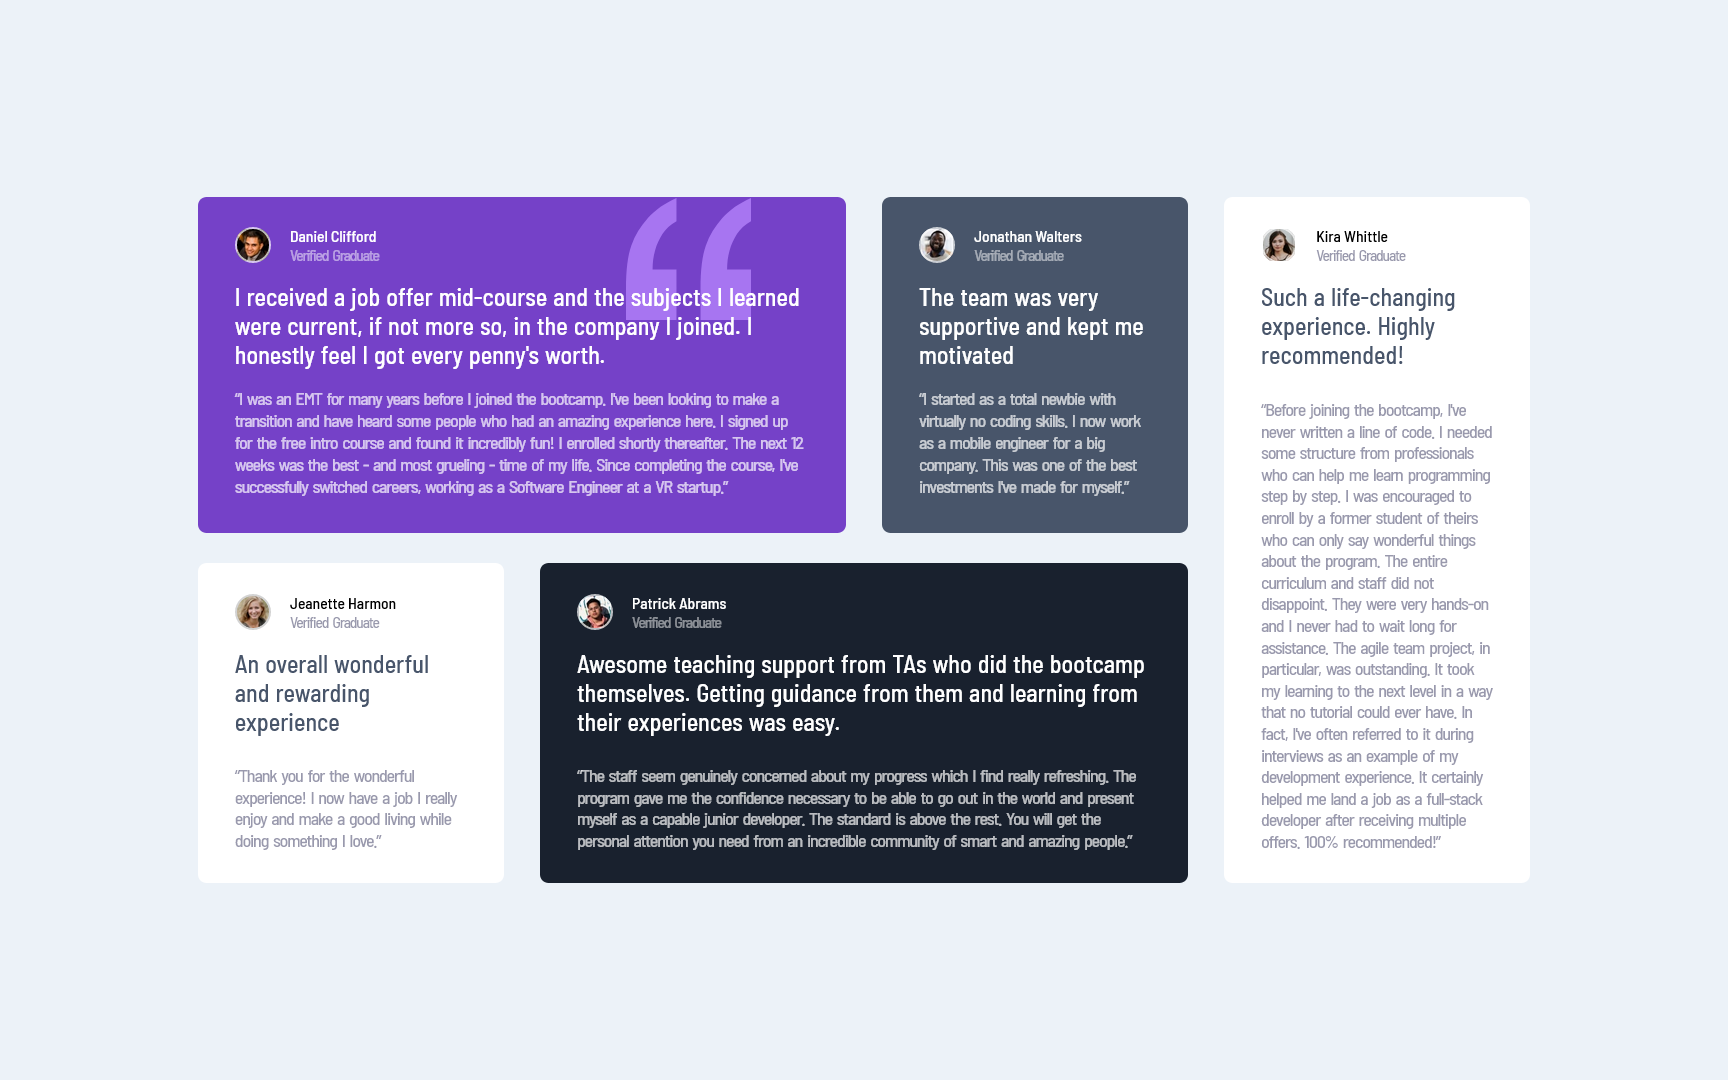 Daniel Clifford
Verified Graduate
I received a job offer mid-course and the subjects I learned
were current, if not more so, in the company I joined. I
honestly feel I got every penny's worth.
“I was an EMT for many years before I joined the bootcamp. I've been looking to make a
transition and have heard some people who had an amazing experience here. I signed up
for the free intro course and found it incredibly fun! I enrolled shortly thereafter. The next 12
weeks was the best - and most grueling - time of my life. Since completing the course, I've
successfully switched careers, working as a Software Engineer at a VR startup.”
Jonathan Walters
Verified Graduate
The team was very
supportive and kept me
motivated
“I started as a total newbie with
virtually no coding skills. I now work
as a mobile engineer for a big
company. This was one of the best
investments I've made for myself.”
Kira Whittle
Verified Graduate
Such a life-changing
experience. Highly
recommended!
“Before joining the bootcamp, I've
never written a line of code. I needed
some structure from professionals
who can help me learn programming
step by step. I was encouraged to
enroll by a former student of theirs
who can only say wonderful things
about the program. The entire
curriculum and staff did not
disappoint. They were very hands-on
and I never had to wait long for
assistance. The agile team project, in
particular, was outstanding. It took
my learning to the next level in a way
that no tutorial could ever have. In
fact, I've often referred to it during
interviews as an example of my
development experience. It certainly
helped me land a job as a full-stack
developer after receiving multiple
offers. 100% recommended!”
Jeanette Harmon
Verified Graduate
An overall wonderful
and rewarding
experience
“Thank you for the wonderful
experience! I now have a job I really
enjoy and make a good living while
doing something I love.”
Patrick Abrams
Verified Graduate
Awesome teaching support from TAs who did the bootcamp
themselves. Getting guidance from them and learning from
their experiences was easy.
“The staff seem genuinely concerned about my progress which I find really refreshing. The
program gave me the confidence necessary to be able to go out in the world and present
myself as a capable junior developer. The standard is above the rest. You will get the
personal attention you need from an incredible community of smart and amazing people.”